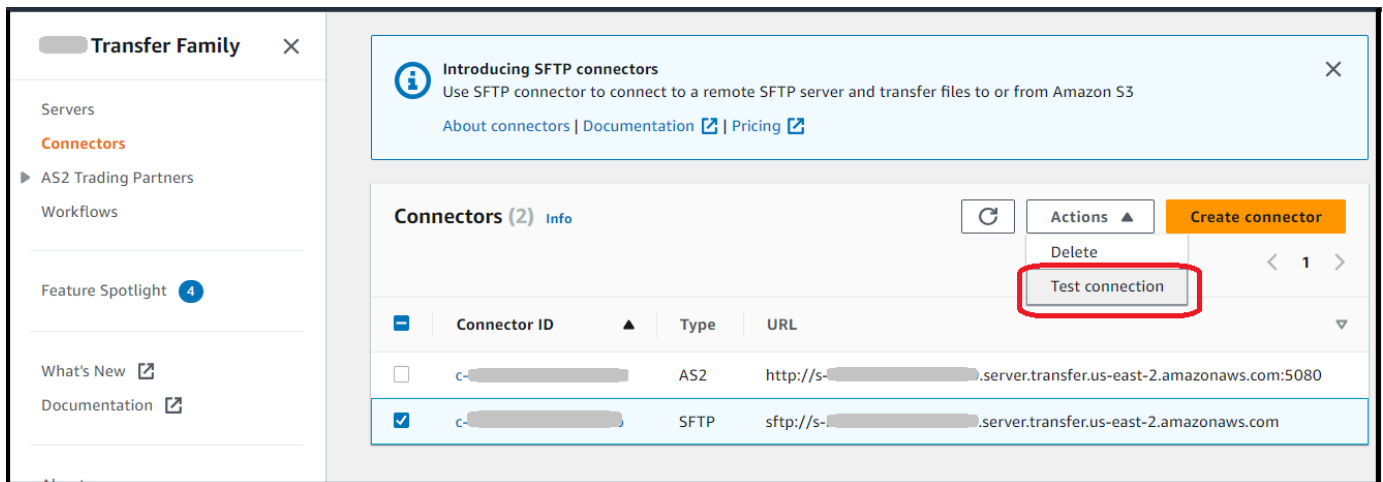 Transfer Family
Servers
Connectors
AS2 Trading Partners
Workflows
Feature Spotlight 4
What's New
Documentation
Introducing SFTP connectors
Use SFTP connector to connect to a remote SFTP server and transfer files to or from Amazon S3
About connectors | Documentation | Pricing
Connectors (2) Info
Actions
Create connector
Delete
Test connection
1
Connector ID Type URL
c- AS2 http://s- .server.transfer.us-east-2.amazonaws.com:5080
c- SFTP sftp://s- .server.transfer.us-east-2.amazonaws.com